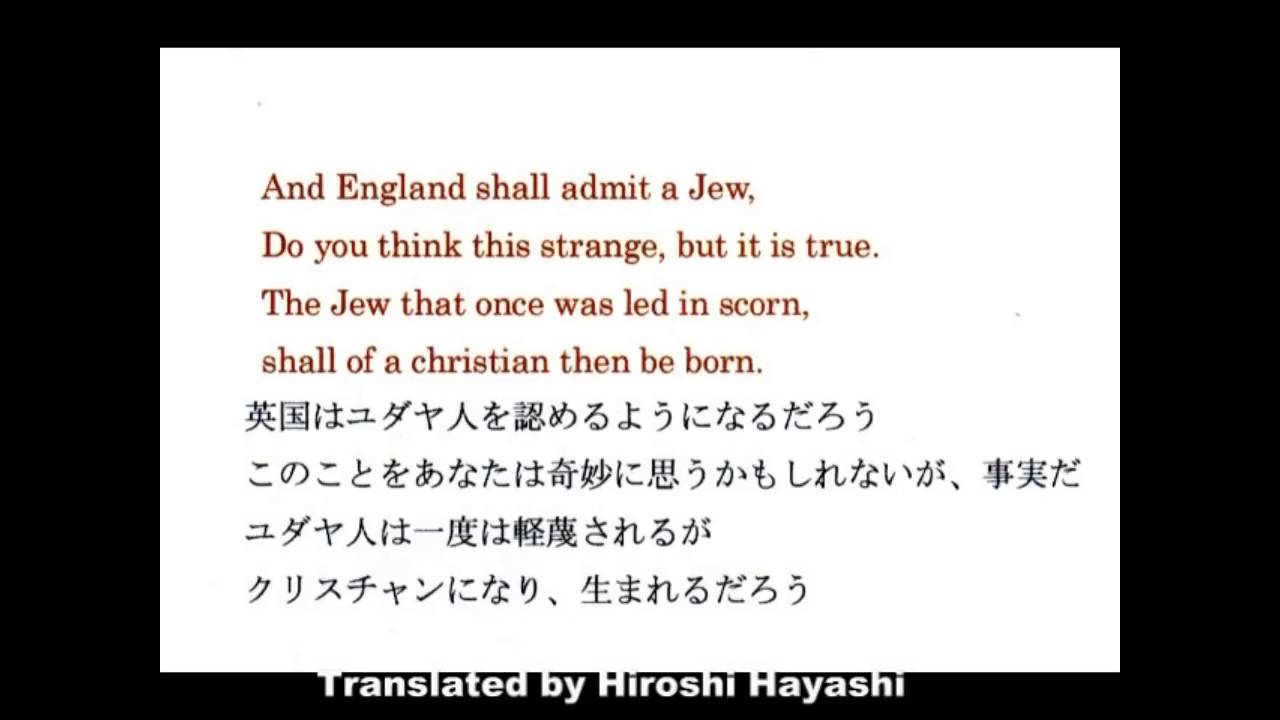 And England shall admit a Jew,
Do you think this strange, but it is true.
The Jew that once was led in scorn,
shall of a christian then be born.
英国はユダヤ人を認めるようになるだろう
このことをあなたは奇妙に思うかもしれないが、事実だ
ユダヤ人は一度は軽蔑されるが
クリスチャンになり、生まれるだろう
Translated by Hiroshi Hayashi